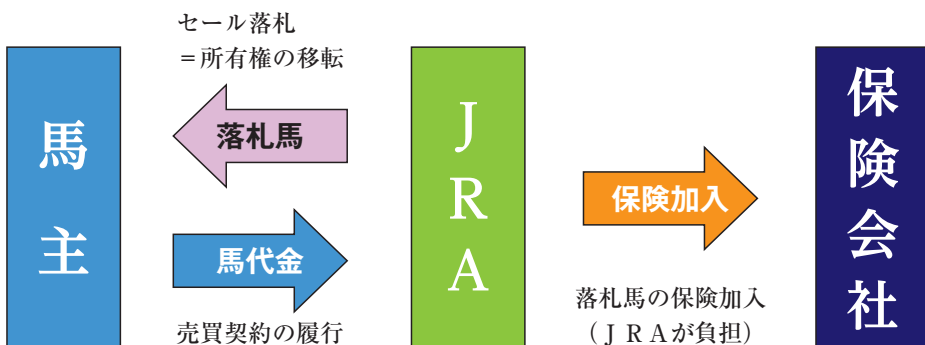 セール落札
＝所有権の移転
馬主
落札馬
馬代金
売買契約の履行
ＪＲＡ
保険加入
落札馬の保険加入
（ＪＲＡが負担）
保険会社